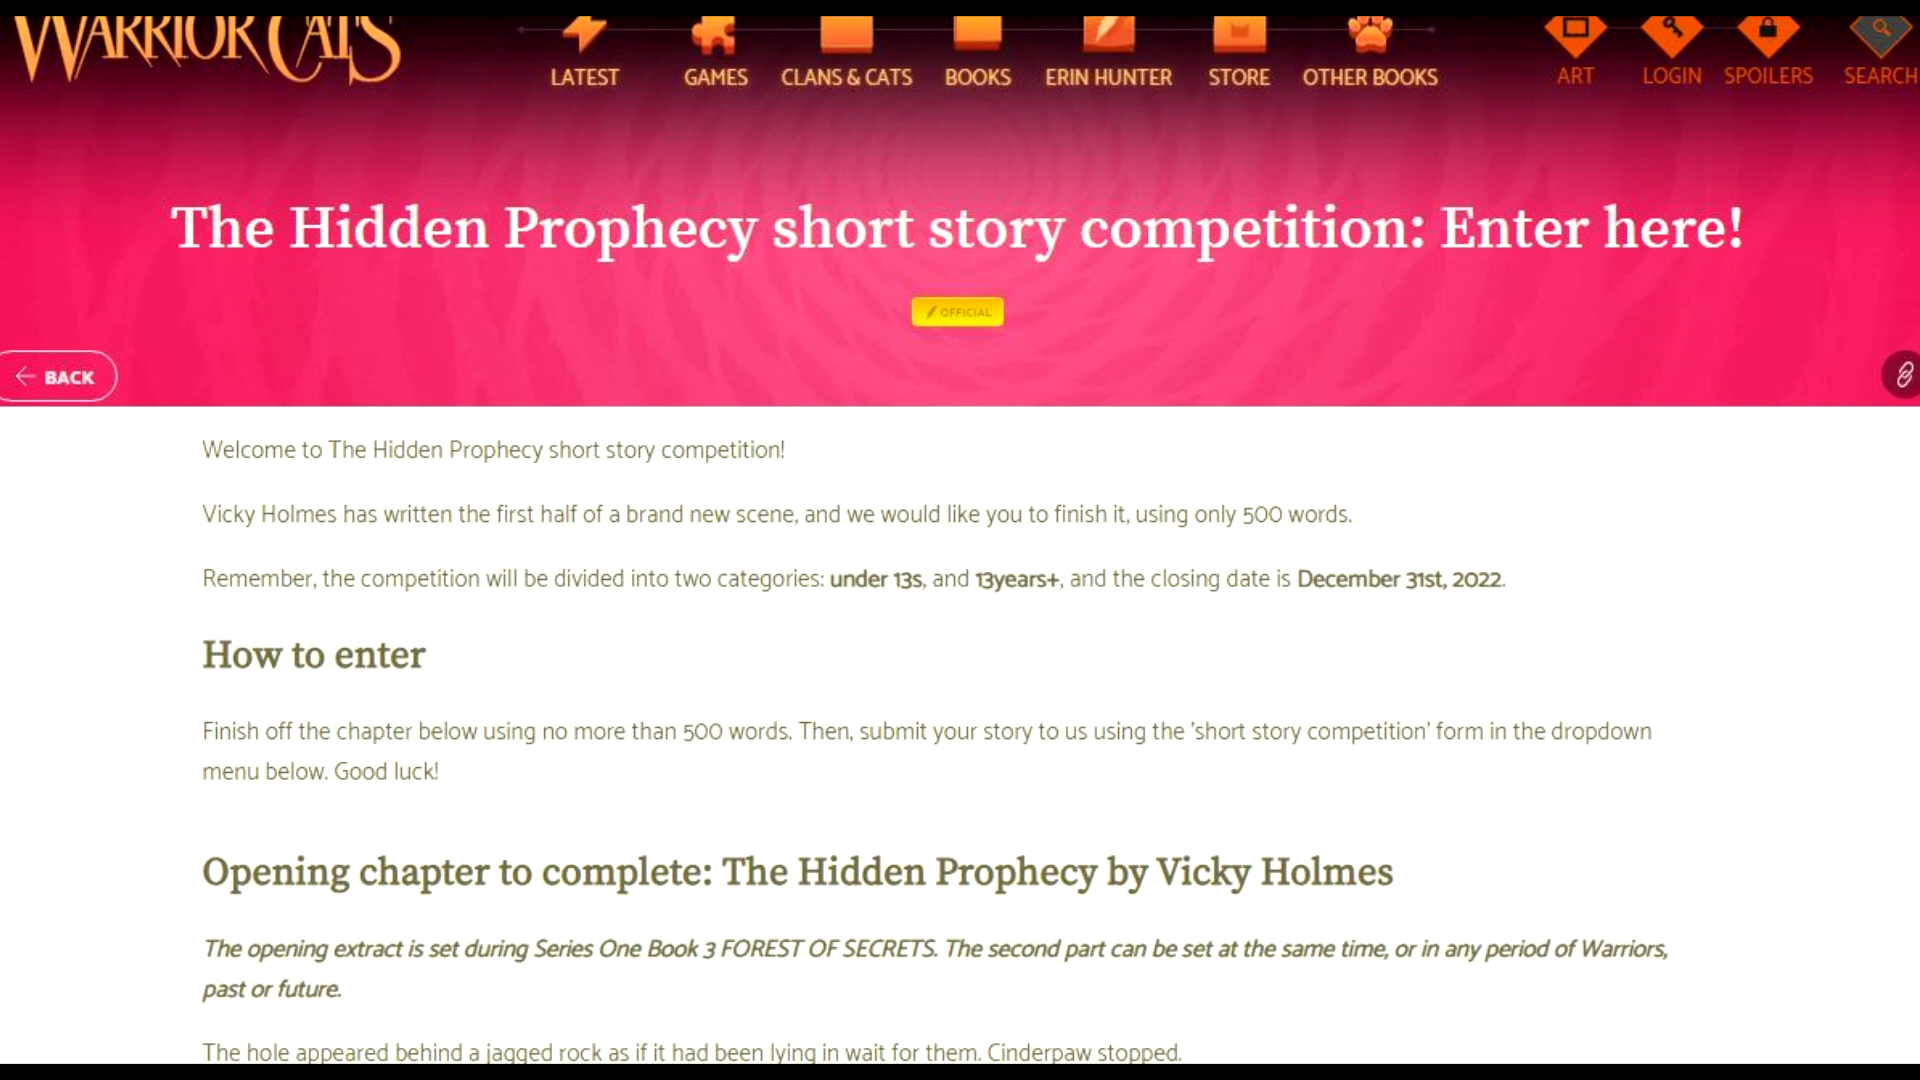 WARRIOR CATS
LATEST GAMES CLANS & CATS BOOKS ERIN HUNTER STORE OTHER BOOKS ART LOGIN SPOILERS SEARCH
The Hidden Prophecy short story competition: Enter here!
OFFICIAL
BACK
Welcome to The Hidden Prophecy short story competition!
Vicky Holmes has written the first half of a brand new scene, and we would like you to finish it, using only 500 words.
Remember, the competition will be divided into two categories: under 13s, and 13years+, and the closing date is December 31st, 2022.
How to enter
Finish off the chapter below using no more than 500 words. Then, submit your story to us using the 'short story competition' form in the dropdown
menu below. Good luck!
Opening chapter to complete: The Hidden Prophecy by Vicky Holmes
The opening extract is set during Series One Book 3 FOREST OF SECRETS. The second part can be set at the same time, or in any period of Warriors,
past or future.
The hole appeared behind a jagged rock as if it had been lying in wait for them. Cinderpaw stopped.